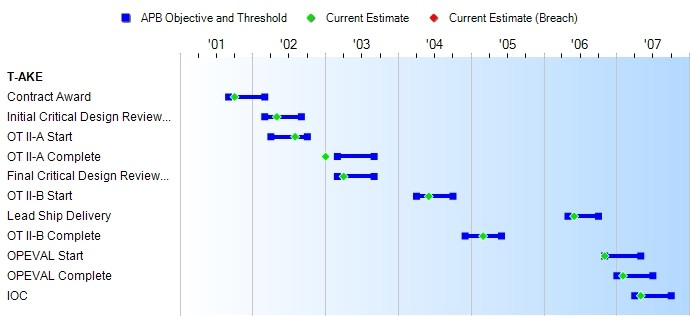 APB Objective and Threshold Current Estimate Current Estimate (Breach)
'01 '02 '03 '04 '05 '06 '07
T-AKE
Contract Award
Initial Critical Design Review...
OT II-A Start
OT II-A Complete
Final Critical Design Review...
OT II-B Start
Lead Ship Delivery
OT II-B Complete
OPEVAL Start
OPEVAL Complete
IOC